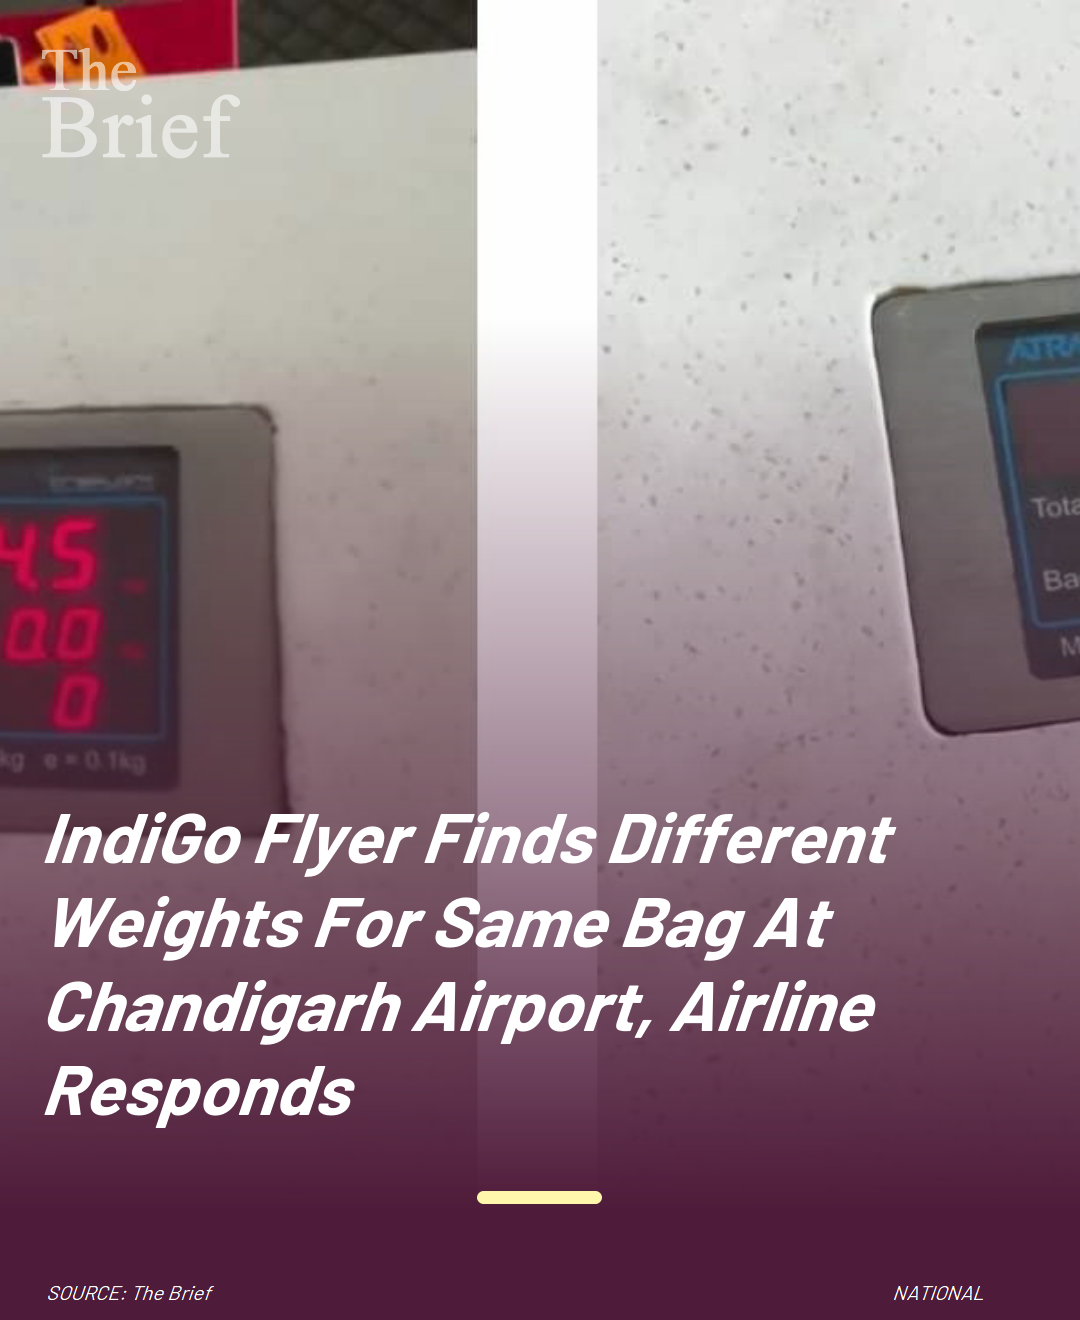 The
Brief
ATRA
4.5
0.0
0
Tota
Ba
M
kg e = 0.1kg
IndiGo Flyer Finds Different
Weights For Same Bag At
Chandigarh Airport, Airline
Responds
SOURCE: The Brief
NATIONAL